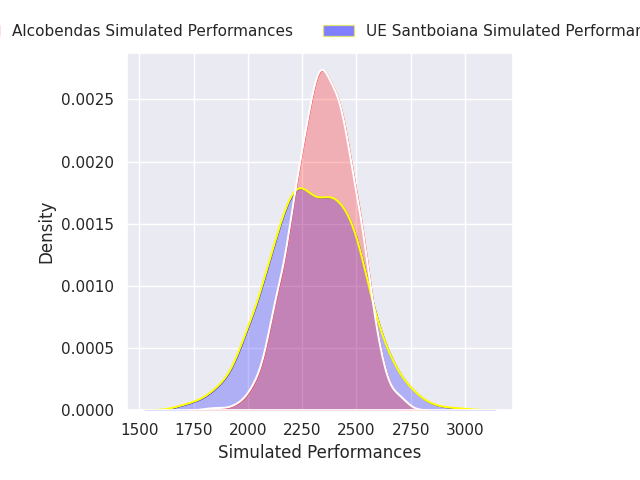 Alcobendas Simulated Performances
UE Santboiana Simulated
0.0025
0.0020
0.0015
0.0010
0.0005
0.0000
Density
1500 1750 2000 2250 2500 2750 3000
Simulated Performances